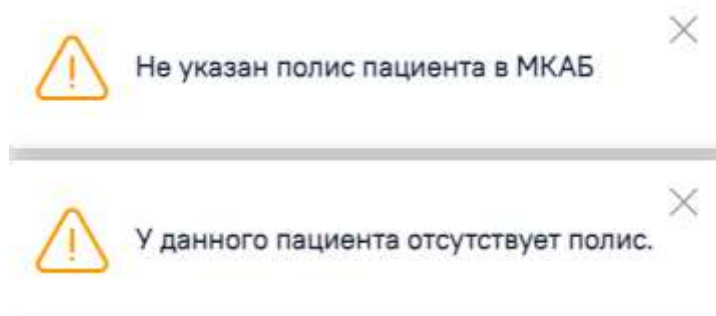 Не указан полис пациента в МКАБ
У данного пациента отсутствует полис.